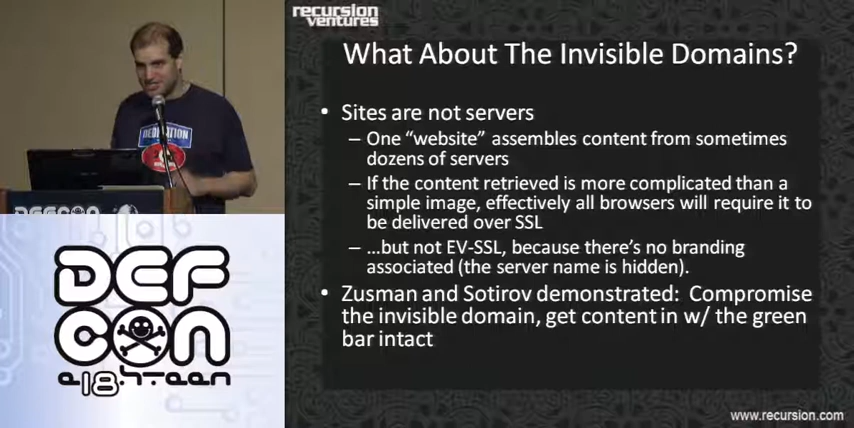 recursion
ventures
What About The Invisible Domains?
• Sites are not servers
– One “website” assembles content from sometimes
dozens of servers
– If the content retrieved is more complicated than a
simple image, effectively all browsers will require it to
be delivered over SSL
– …but not EV-SSL, because there’s no branding
associated (the server name is hidden).
• Zusman and Sotirov demonstrated: Compromise
the invisible domain, get content in w/ the green
bar intact
www.recursion.com
DEDICATION
DEFCON
DEF
CON
e18hteen